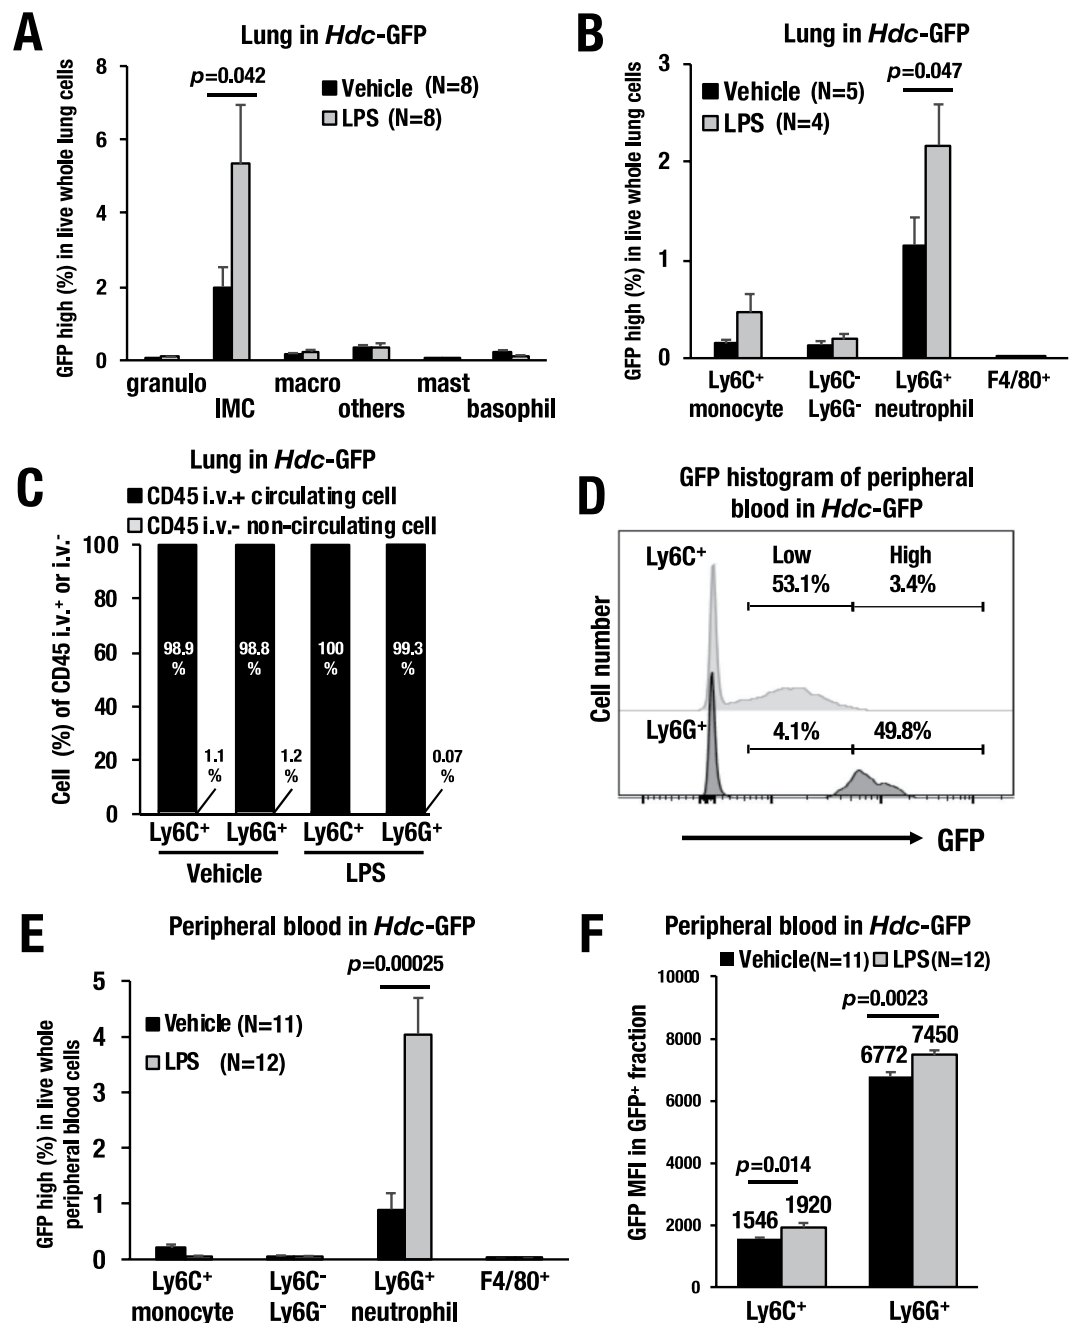 A
Lung in Hdc-GFP
GFP high (%) in live whole lung cells
8
6
4
2
0
p=0.042
Vehicle (N=8)
LPS (N=8)
granulo
IMC
macro
others
mast
basophil
B
Lung in Hdc-GFP
GFP high (%) in live whole lung cells
3
2
1
0
p=0.047
Vehicle (N=5)
LPS (N=4)
Ly6C+
monocyte
Ly6C-
Ly6G-
Ly6G+
neutrophil
F4/80+
C
Lung in Hdc-GFP
CD45 i.v.+ circulating cell
CD45 i.v.- non-circulating cell
Cell (%) of CD45 i.v.+ or i.v.-
100
80
60
40
20
0
98.9
%
98.8
%
100
%
99.3
%
1.1
%
1.2
%
0.07
%
Ly6C+
Ly6G+
Ly6C+
Ly6G+
Vehicle
LPS
D
GFP histogram of peripheral
blood in Hdc-GFP
Cell number
Ly6C+
Low
53.1%
High
3.4%
Ly6G+
4.1%
49.8%
GFP
E
Peripheral blood in Hdc-GFP
GFP high (%) in live whole
peripheral blood cells
5
4
3
2
1
0
p=0.00025
Vehicle (N=11)
LPS (N=12)
Ly6C+
monocyte
Ly6C-
Ly6G-
Ly6G+
neutrophil
F4/80+
F
Peripheral blood in Hdc-GFP
Vehicle(N=11) LPS(N=12)
GFP MFI in GFP+ fraction
10000
8000
6000
4000
2000
0
p=0.0023
7450
6772
p=0.014
1920
1546
Ly6C+
Ly6G+